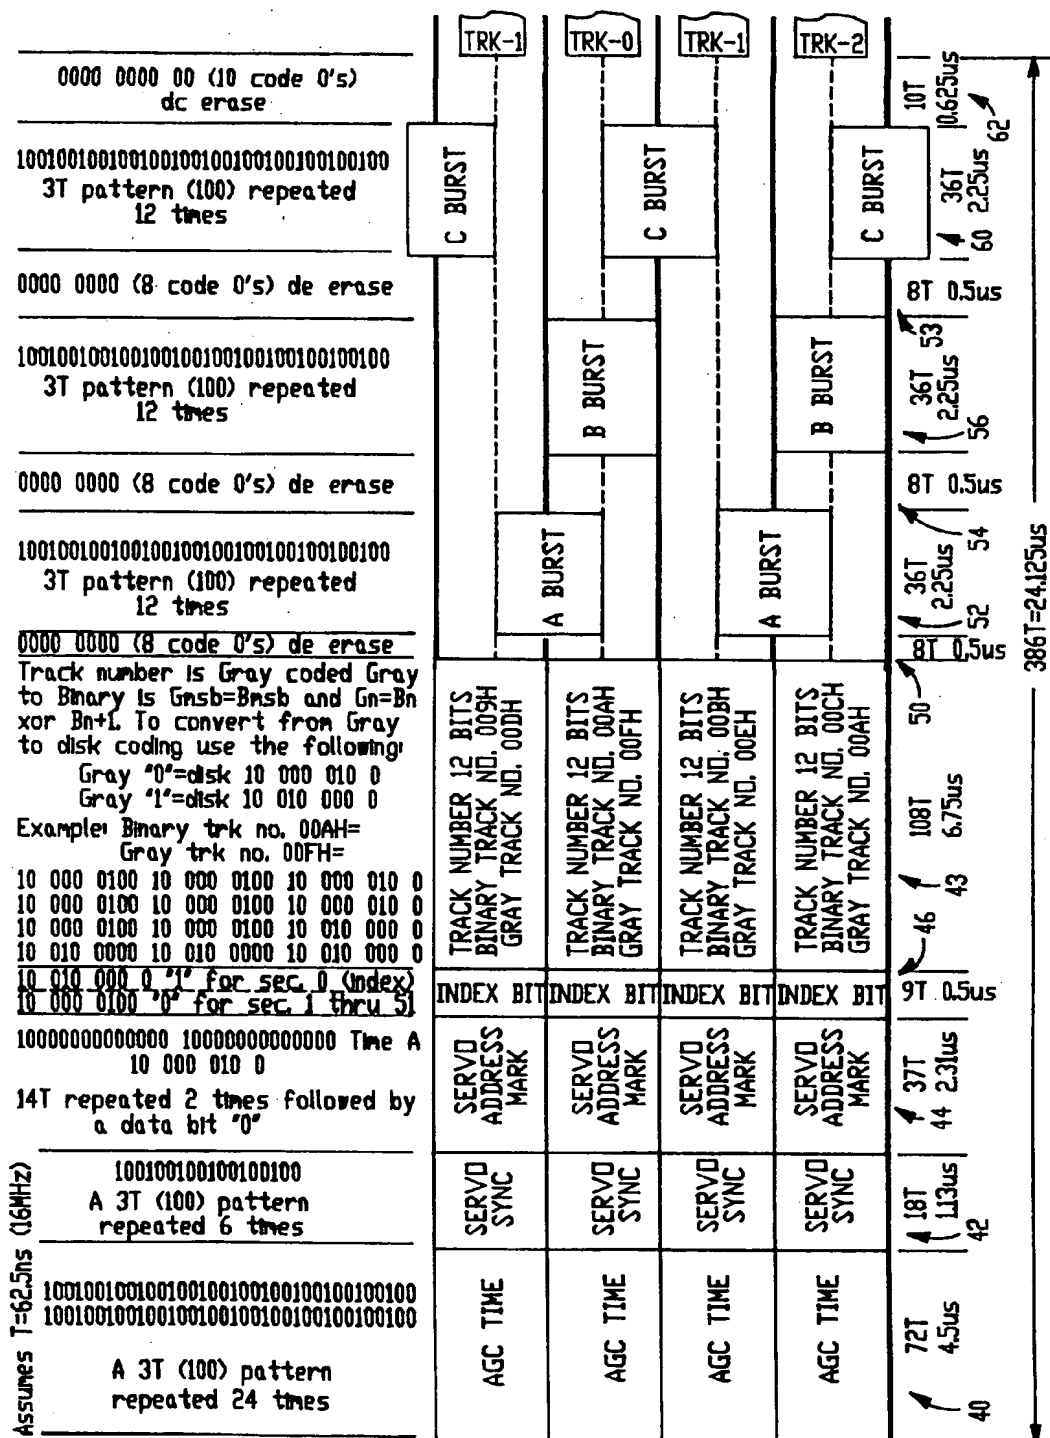 TRK-1
TRK-0
TRK-1
TRK-2
0000 0000 00 (10 code 0's)
dc erase
10T
0.625us
62
100100100100100100100100100100100100
3T pattern (100) repeated
12 times
C BURST
C BURST
C BURST
36T
2.25us
60
0000 0000 (8 code 0's) de erase
8T 0.5us
53
100100100100100100100100100100100100
3T pattern (100) repeated
12 times
B BURST
B BURST
36T
2.25us
56
0000 0000 (8 code 0's) de erase
8T 0.5us
54
100100100100100100100100100100100100
3T pattern (100) repeated
12 times
A BURST
A BURST
36T
2.25us
52
0000 0000 (8 code 0's) de erase
8T 0.5us
50
386T=24.125us
Track number is Gray coded Gray
to Binary is Gmsb=Bmsb and Gn=Bn
xor Bn+1. To convert from Gray
to disk coding use the following:
Gray "0"=disk 10 000 010 0
Gray "1"=disk 10 010 000 0
Example: Binary trk no. 00AH=
Gray trk no. 00FH=
10 000 0100 10 000 0100 10 000 010 0
10 000 0100 10 000 0100 10 000 010 0
10 000 0100 10 000 0100 10 010 000 0
10 010 0000 10 010 0000 10 010 000 0
TRACK NUMBER 12 BITS
BINARY TRACK NO. 009H
GRAY TRACK NO. 00DH
TRACK NUMBER 12 BITS
BINARY TRACK NO. 00AH
GRAY TRACK NO. 00FH
TRACK NUMBER 12 BITS
BINARY TRACK NO. 00BH
GRAY TRACK NO. 00EH
TRACK NUMBER 12 BITS
BINARY TRACK NO. 00CH
GRAY TRACK NO. 00AH
108T
6.75us
43
46
10 010 000 0 "1" for sec. 0 (index)
10 000 0100 "0" for sec. 1 thru 51
INDEX BIT
INDEX BIT
INDEX BIT
INDEX BIT
9T 0.5us
10000000000000 10000000000000 Time A
10 000 010 0
14T repeated 2 times followed by
a data bit "0"
SERVO
ADDRESS
MARK
SERVO
ADDRESS
MARK
SERVO
ADDRESS
MARK
SERVO
ADDRESS
MARK
37T
2.31us
44
100100100100100100
A 3T (100) pattern
repeated 6 times
SERVO
SYNC
SERVO
SYNC
SERVO
SYNC
SERVO
SYNC
18T
1.13us
42
Assumes T=62.5ns (16MHz)
100100100100100100100100100100100100
100100100100100100100100100100100100
A 3T (100) pattern
repeated 24 times
AGC TIME
AGC TIME
AGC TIME
AGC TIME
72T
4.5us
40